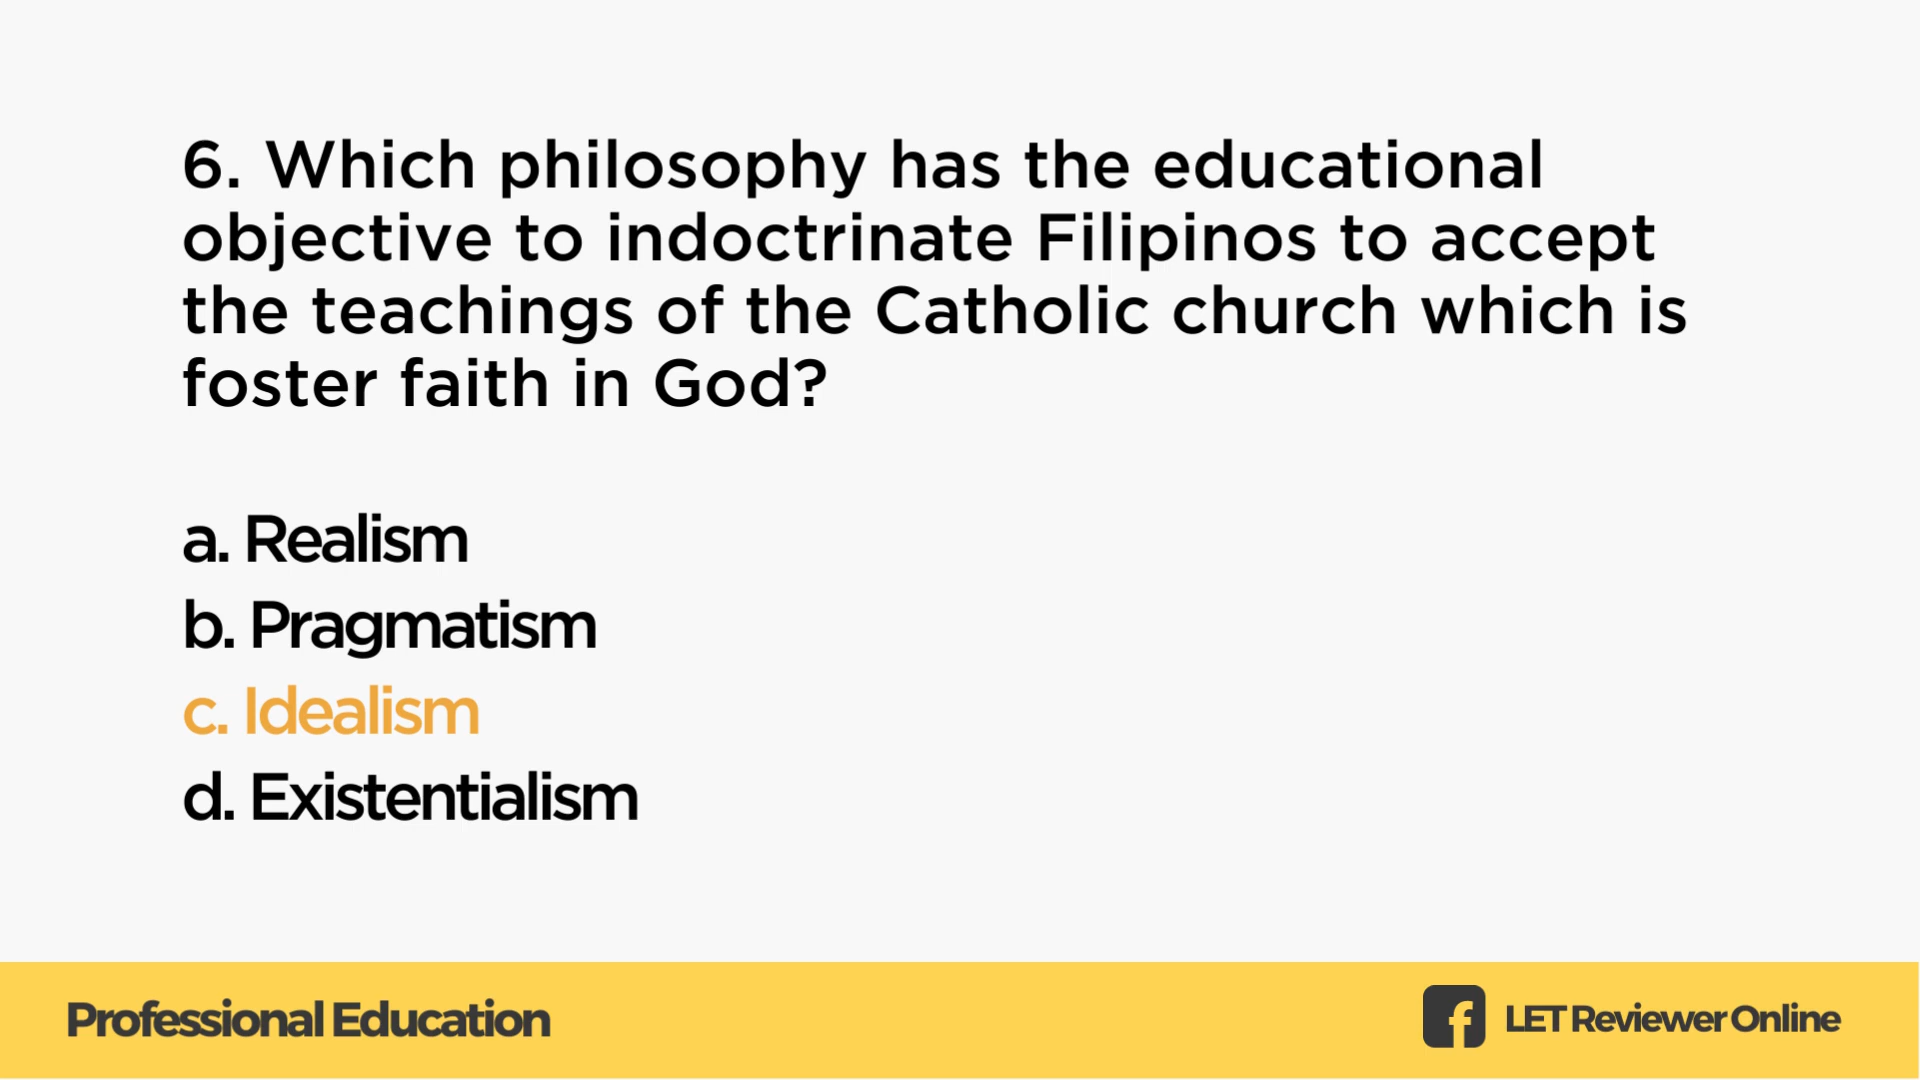 6. Which philosophy has the educational
objective to indoctrinate Filipinos to accept
the teachings of the Catholic church which is
foster faith in God?
a. Realism
b. Pragmatism
c. Idealism
d. Existentialism
Professional Education
LET Reviewer Online